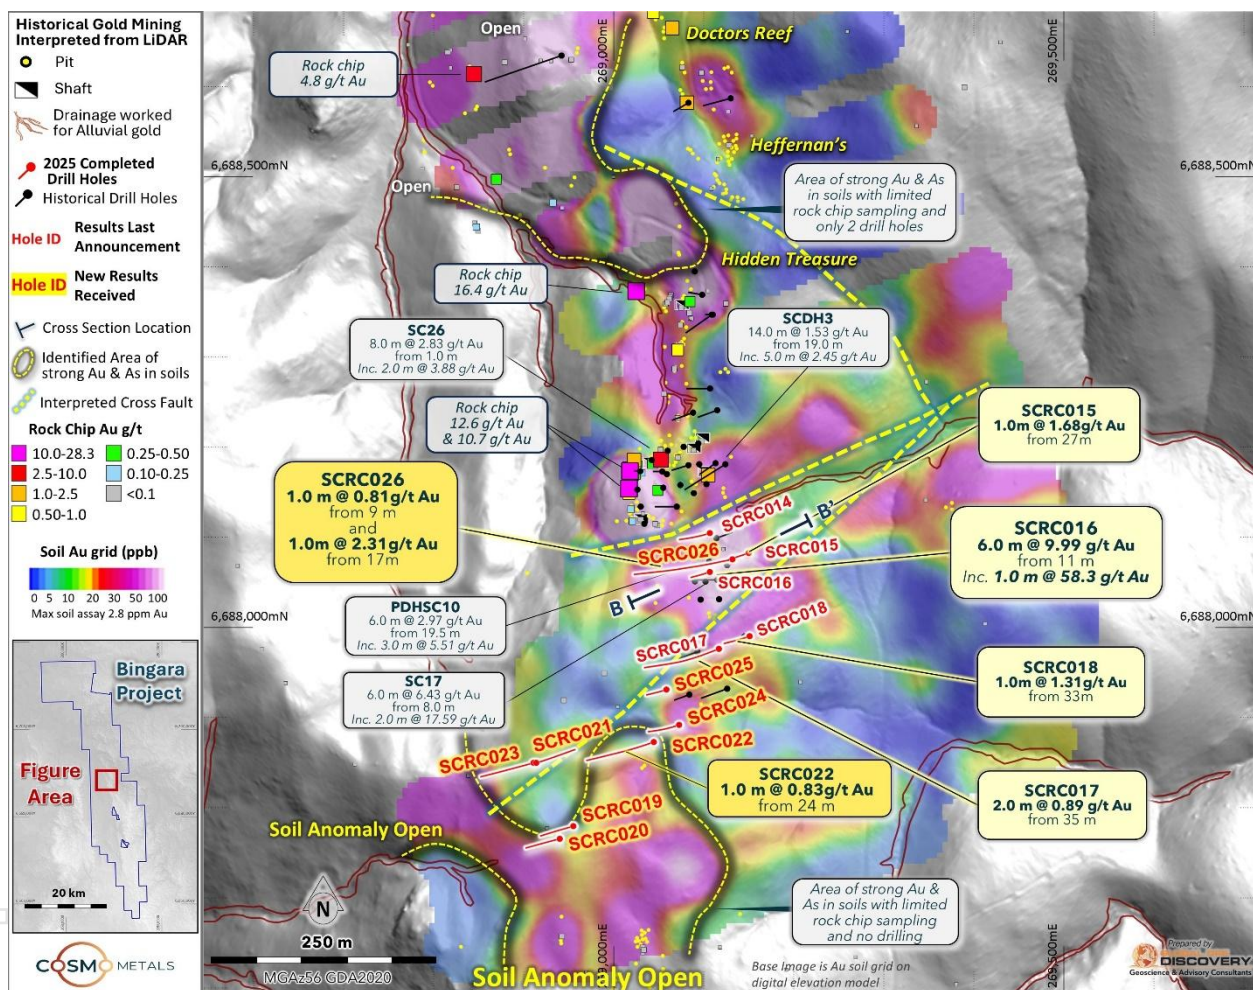 Historical Gold Mining
Interpreted from LiDAR
Pit
Shaft
Drainage worked
for Alluvial gold
2025 Completed
Drill Holes
Historical Drill Holes
Hole ID
Results Last
Announcement
Hole ID
New Results
Received
Cross Section Location
Identified Area of
strong Au & As in soils
Interpreted Cross Fault
Rock Chip Au g/t
10.0-28.3
0.25-0.50
2.5-10.0
0.10-0.25
1.0-2.5
<0.1
0.50-1.0
Soil Au grid (ppb)
0 5 10 20 30 50 100
Max soil assay 2.8 ppm Au
Bingara
Project
Figure
Area
20 km
COSMO METALS
Open
Rock chip
4.8 g/t Au
269,000mE
Doctors Reef
269,500mE
6,688,500mN
6,688,500mN
Heffernan's
Open
Area of strong Au & As
in soils with limited
rock chip sampling and
only 2 drill holes
Hidden Treasure
Rock chip
16.4 g/t Au
SC26
8.0 m @ 2.83 g/t Au
from 1.0 m
Inc. 2.0 m @ 3.88 g/t Au
SCDH3
14.0 m @ 1.53 g/t Au
from 19.0 m
Inc. 5.0 m @ 2.45 g/t Au
Rock chip
12.6 g/t Au
& 10.7 g/t Au
SCRC015
1.0m @ 1.68g/t Au
from 27m
SCRC026
1.0 m @ 0.81g/t Au
from 9 m
and
1.0m @ 2.31g/t Au
from 17m
SCRC014
B'
SCRC026
SCRC015
SCRC016
SCRC016
6.0 m @ 9.99 g/t Au
from 11 m
Inc. 1.0 m @ 58.3 g/t Au
B
PDHSC10
6.0 m @ 2.97 g/t Au
from 19.5 m
Inc. 3.0 m @ 5.51 g/t Au
6,688,000mN
SCRC018
SCRC017
SCRC018
1.0m @ 1.31g/t Au
from 33m
SC17
6.0 m @ 6.43 g/t Au
from 8.0 m
Inc. 2.0 m @ 17.59 g/t Au
SCRC025
SCRC024
SCRC021
SCRC022
SCRC023
SCRC022
1.0 m @ 0.83g/t Au
from 24 m
SCRC017
2.0 m @ 0.89 g/t Au
from 35 m
SCRC019
SCRC020
Soil Anomaly Open
Area of strong Au &
As in soils with limited
rock chip sampling
and no drilling
N
250 m
MGAz56 GDA2020
Soil Anomaly Open
269,500mE
Base Image is Au soil grid on
digital elevation model
Prepared by
DISCOVERY
Geoscience & Advisory Consultants